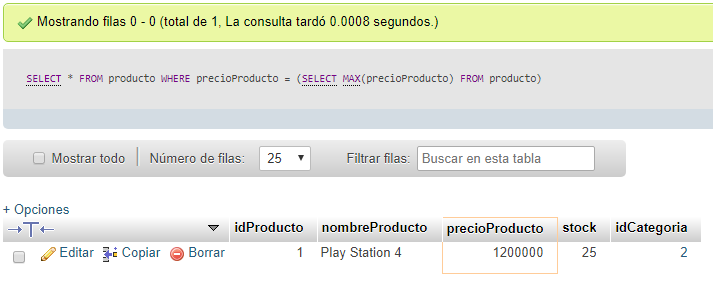 Mostrando filas 0 - 0 (total de 1, La consulta tardó 0.0008 segundos.)
SELECT * FROM producto WHERE precioProducto = (SELECT MAX(precioProducto) FROM producto)
Mostrar todo Número de filas: 25 Filtrar filas: Buscar en esta tabla
+ Opciones
idProducto nombreProducto precioProducto stock idCategoria
Editar Copiar Borrar 1 Play Station 4 1200000 25 2